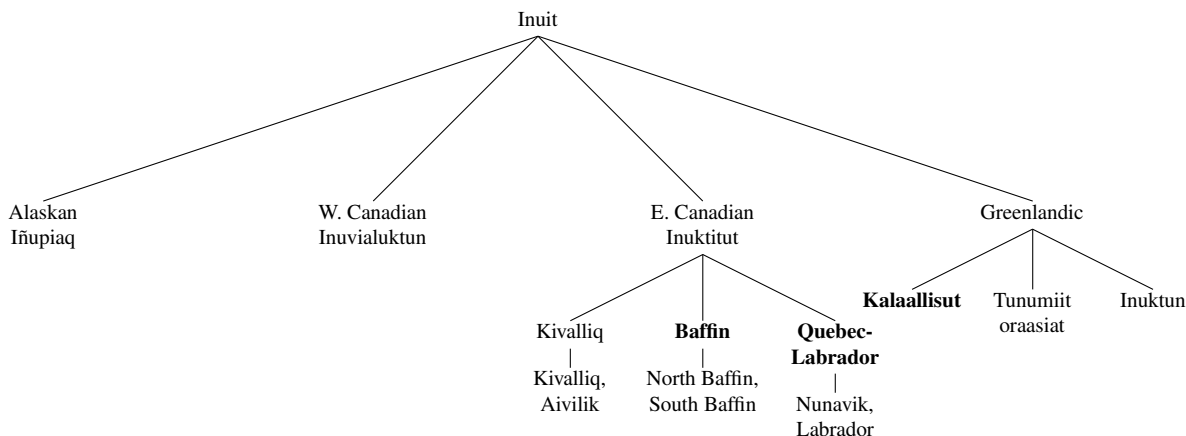 Inuit
Alaskan
Iñupiaq
W. Canadian
Inuvialuktun
E. Canadian
Inuktitut
Greenlandic
Kivalliq
Baffin
Quebec-
Labrador
Kalaallisut
Tunumiit
oraasiat
Inuktun
Kivalliq,
Aivilik
North Baffin,
South Baffin
Nunavik,
Labrador